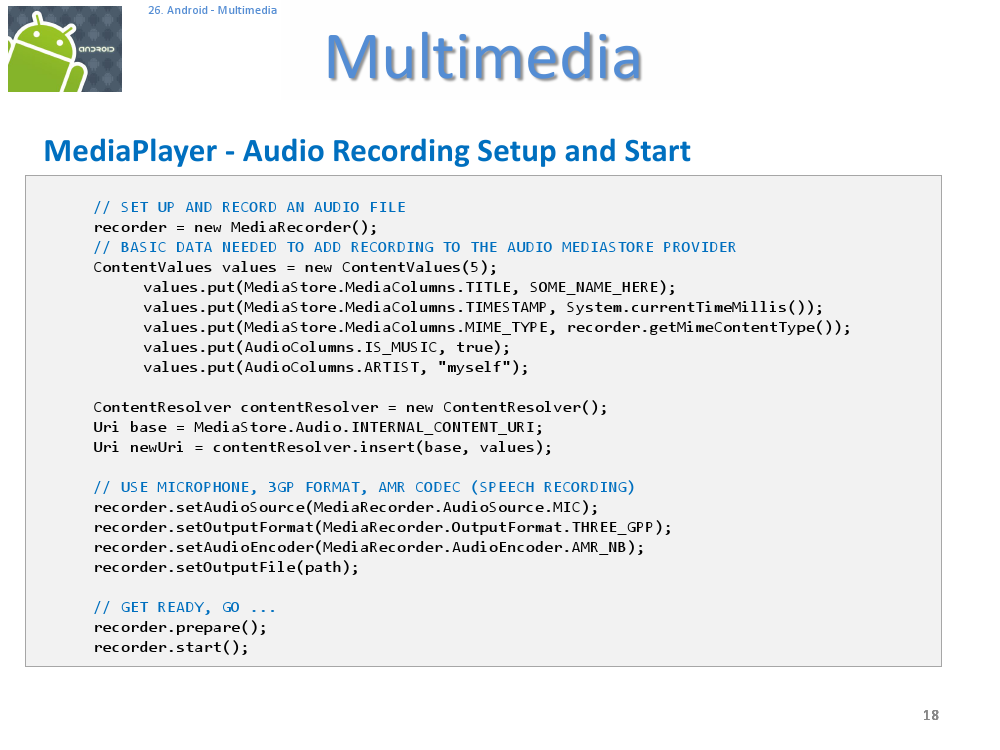 26. Android - Multimedia
ANDROID
Multimedia
MediaPlayer - Audio Recording Setup and Start
// SET UP AND RECORD AN AUDIO FILE
recorder = new MediaRecorder();
// BASIC DATA NEEDED TO ADD RECORDING TO THE AUDIO MEDIASTORE PROVIDER
ContentValues values = new ContentValues(5);
values.put(MediaStore.MediaColumns.TITLE, SOME_NAME_HERE);
values.put(MediaStore.MediaColumns.TIMESTAMP, System.currentTimeMillis());
values.put(MediaStore.MediaColumns.MIME_TYPE, recorder.getMimeContentType());
values.put(AudioColumns.IS_MUSIC, true);
values.put(AudioColumns.ARTIST, "myself");
ContentResolver contentResolver = new ContentResolver();
Uri base = MediaStore.Audio.INTERNAL_CONTENT_URI;
Uri newUri = contentResolver.insert(base, values);
// USE MICROPHONE, 3GP FORMAT, AMR CODEC (SPEECH RECORDING)
recorder.setAudioSource(MediaRecorder.AudioSource.MIC);
recorder.setOutputFormat(MediaRecorder.OutputFormat.THREE_GPP);
recorder.setAudioEncoder(MediaRecorder.AudioEncoder.AMR_NB);
recorder.setOutputFile(path);
// GET READY, GO ...
recorder.prepare();
recorder.start();
18